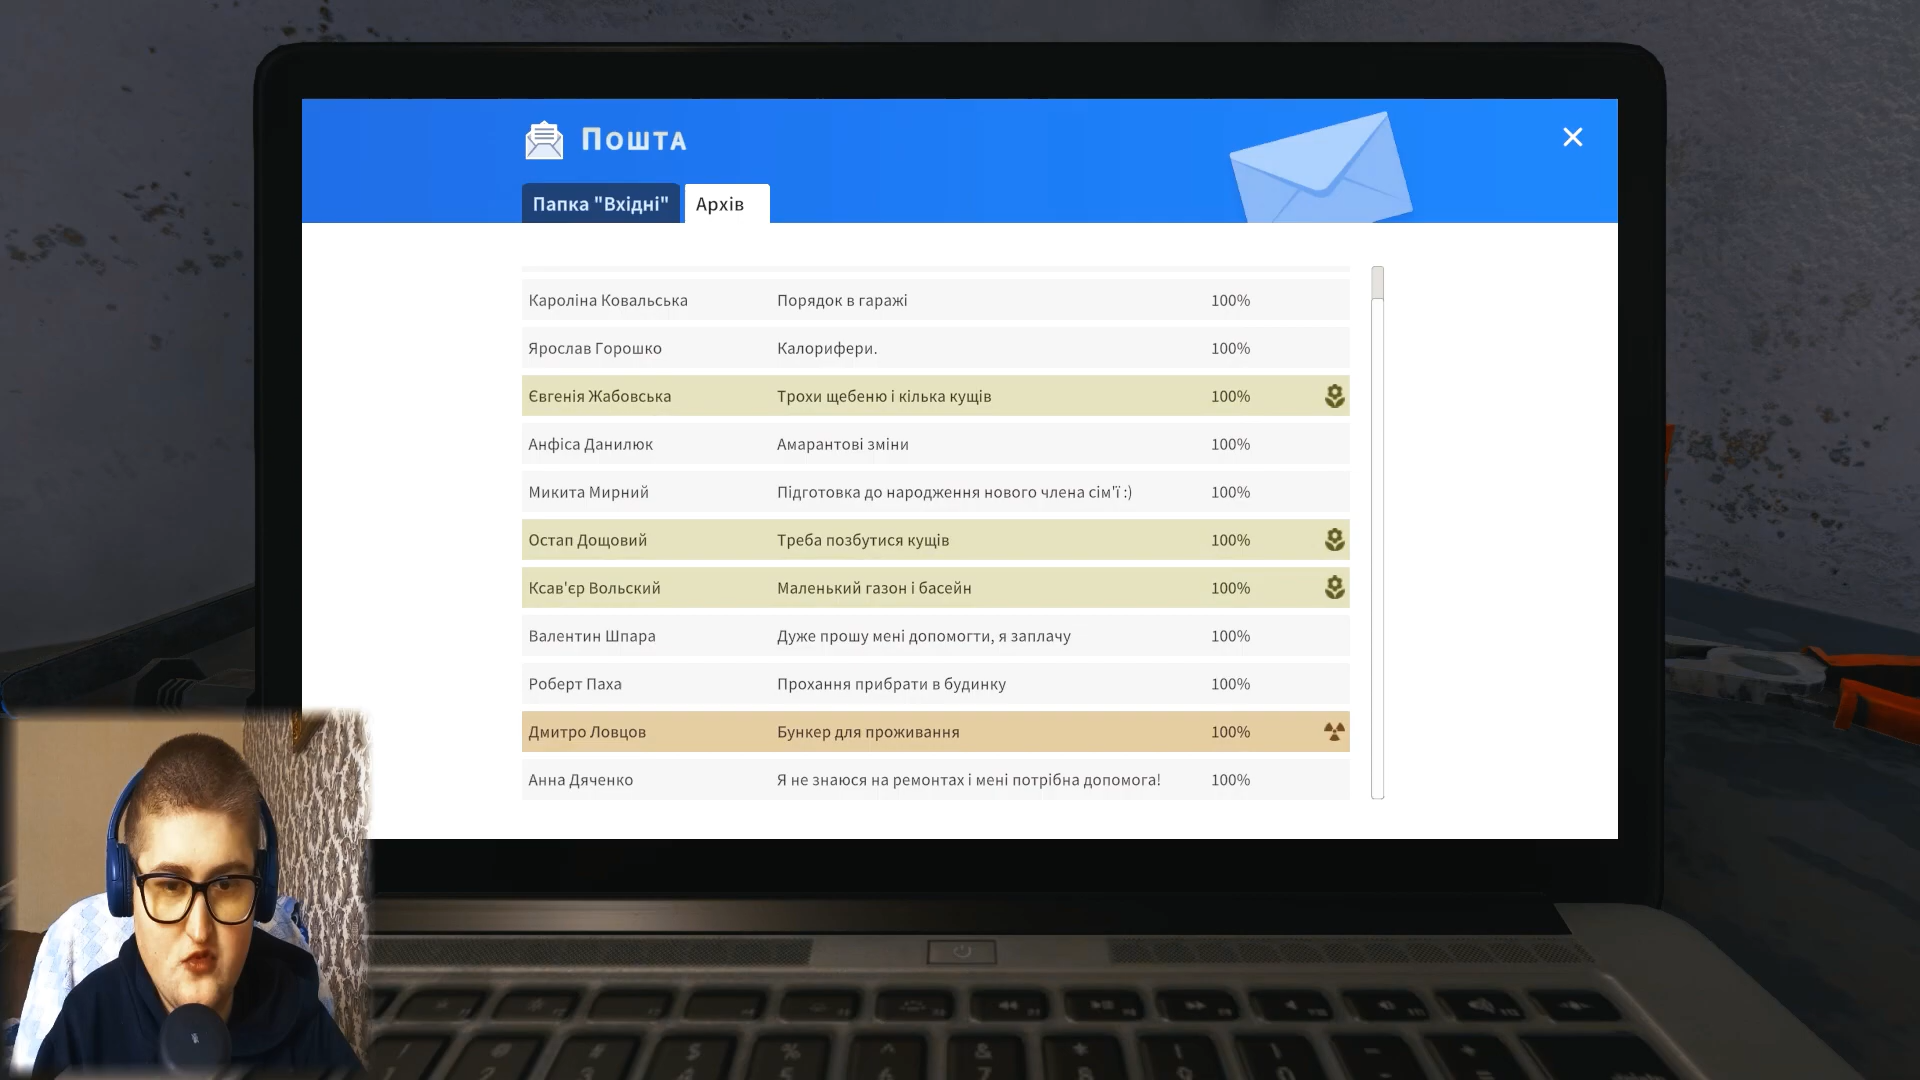 Пошта
Папка "Вхідні" Архів
Кароліна Ковальська Порядок в гаражі 100%
Ярослав Горошко Калорифери. 100%
Євгенія Жабовська Трохи щебеню і кілька кущів 100%
Анфіса Данилюк Амарантові зміни 100%
Микита Мирний Підготовка до народження нового члена сім'ї :) 100%
Остап Дощовий Треба позбутися кущів 100%
Ксав'єр Вольский Маленький газон і басейн 100%
Валентин Шпара Дуже прошу мені допомогти, я заплачу 100%
Роберт Паха Прохання прибрати в будинку 100%
Дмитро Ловцов Бункер для проживання 100%
Анна Дяченко Я не знаюся на ремонтах і мені потрібна допомога! 100%